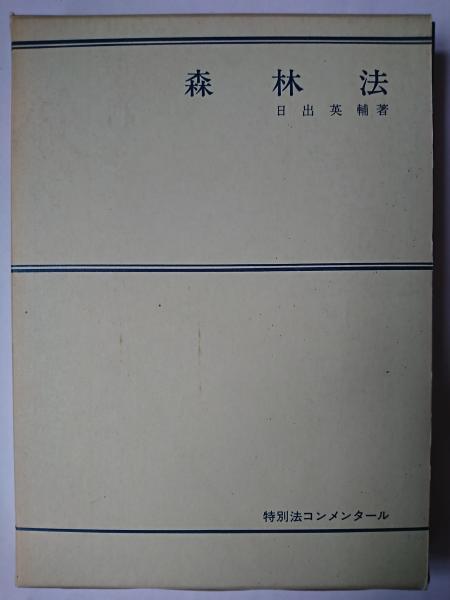 森林法
日出英輔著
特別法コンメンタール